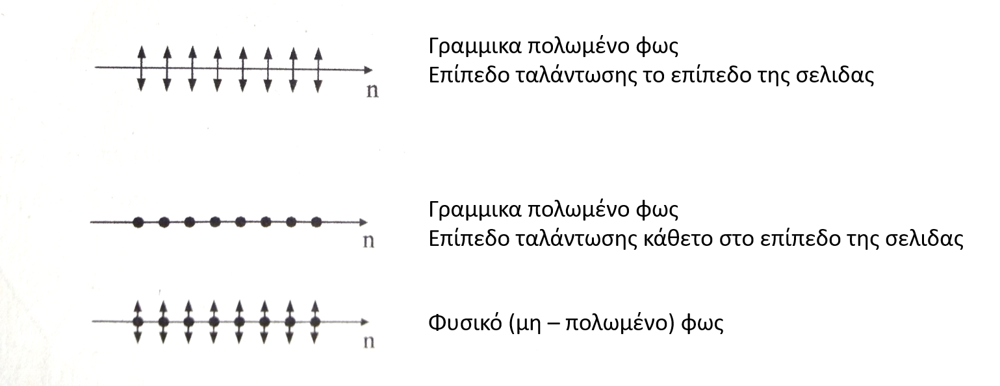 Γραμμικα πολωμένο φως
Επίπεδο ταλάντωσης το επίπεδο της σελιδας
n
Γραμμικα πολωμένο φως
Επίπεδο ταλάντωσης κάθετο στο επίπεδο της σελιδας
n
Φυσικό (μη – πολωμένο) φως
n